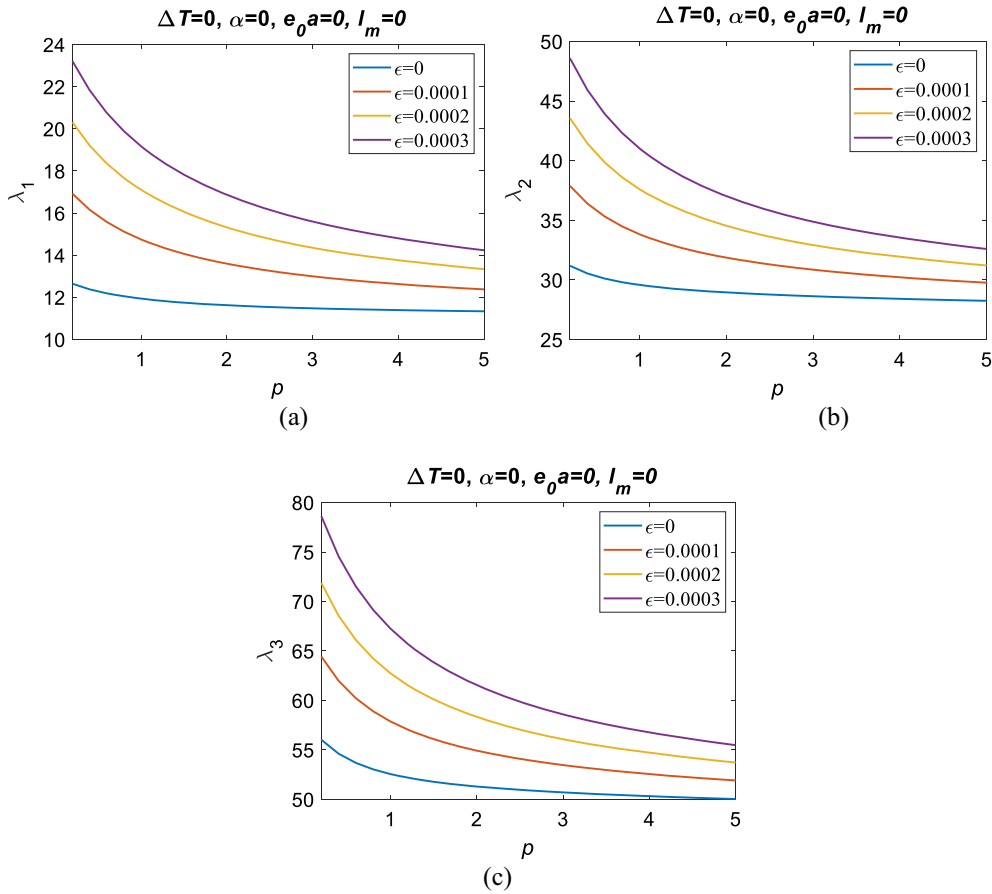 ΔT=0, α=0, e₀a=0, lₘ=0
24
22
20
18
16
14
12
10
λ₁
ϵ=0
ϵ=0.0001
ϵ=0.0002
ϵ=0.0003
1 2 3 4 5
p
(a)
ΔT=0, α=0, e₀a=0, lₘ=0
50
45
40
35
30
25
λ₂
ϵ=0
ϵ=0.0001
ϵ=0.0002
ϵ=0.0003
1 2 3 4 5
p
(b)
ΔT=0, α=0, e₀a=0, lₘ=0
80
75
70
65
60
55
50
λ₃
ϵ=0
ϵ=0.0001
ϵ=0.0002
ϵ=0.0003
1 2 3 4 5
p
(c)